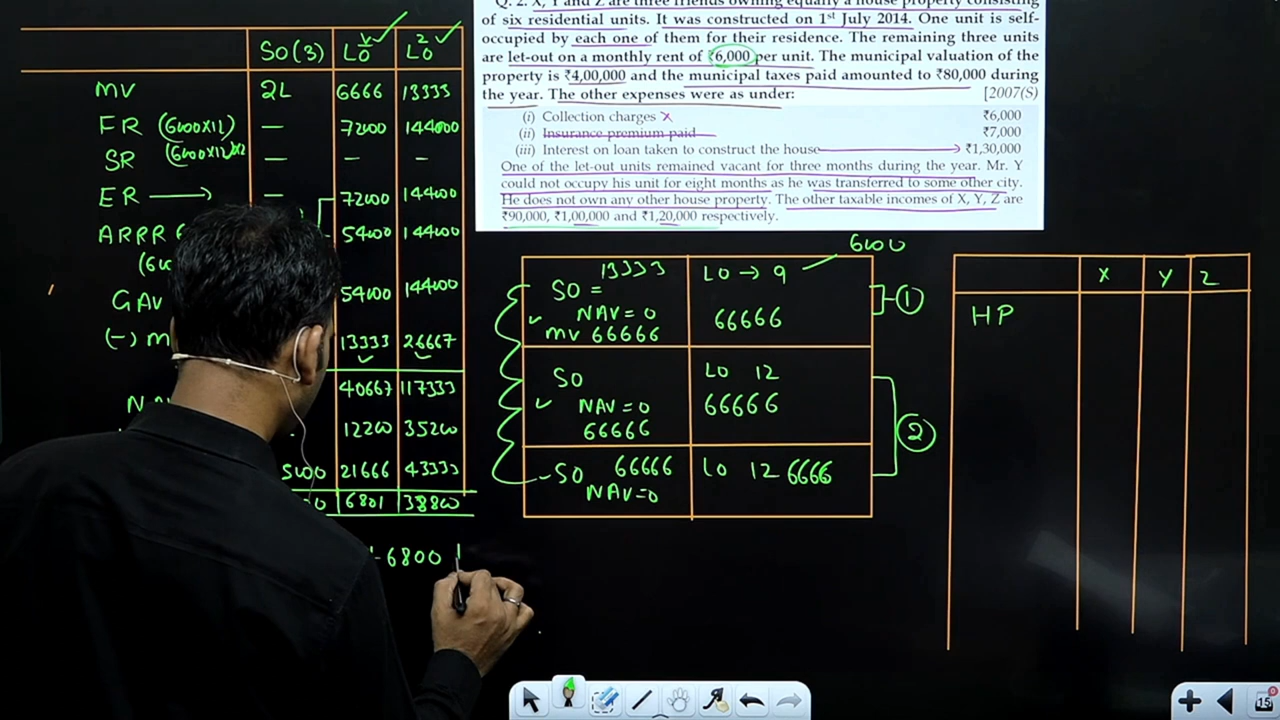 Q. 2. X, Y and Z are three friends owning equally a house property consisting
of six residential units. It was constructed on 1st July 2014. One unit is self-
occupied by each one of them for their residence. The remaining three units
are let-out on a monthly rent of ₹6,000 per unit. The municipal valuation of the
property is ₹4,00,000 and the municipal taxes paid amounted to ₹80,000 during
the year. The other expenses were as under: [2007(S)
(i) Collection charges x ₹6,000
(ii) Insurance premium paid ₹7,000
(iii) Interest on loan taken to construct the house → ₹1,30,000
One of the let-out units remained vacant for three months during the year. Mr. Y
could not occupy his unit for eight months as he was transferred to some other city.
He does not own any other house property. The other taxable incomes of X, Y, Z are
₹90,000, ₹1,00,000 and ₹1,20,000 respectively.
SO(3) LO LO
V 2
MV 2L 6666 13333
FR (6000X12) — 72000 144000
SR (6000X12)X2 — — —
ER → — 72000 144000
ARRR 54000 144000
GAV 54000 144000
(-) M 13333 26667
40667 117333
12200 35200
5000 21666 43333
6801 38800
-6800
SO = 13333
NAV = 0
MV 66666
LO → 9 6000
66666
①
SO
NAV = 0
66666
LO 12
66666
②
SO 66666
NAV=0
LO 12 6666
X Y Z
HP
15